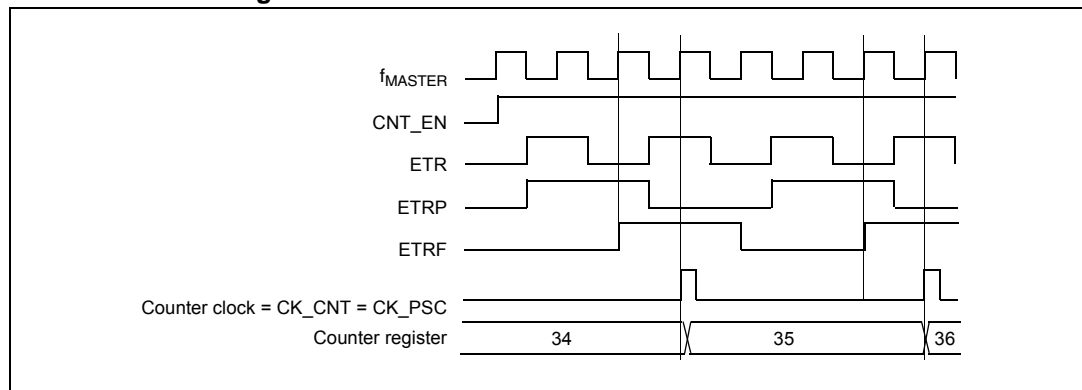 fMASTER
CNT_EN
ETR
ETRP
ETRF
Counter clock = CK_CNT = CK_PSC
Counter register 34 35 36